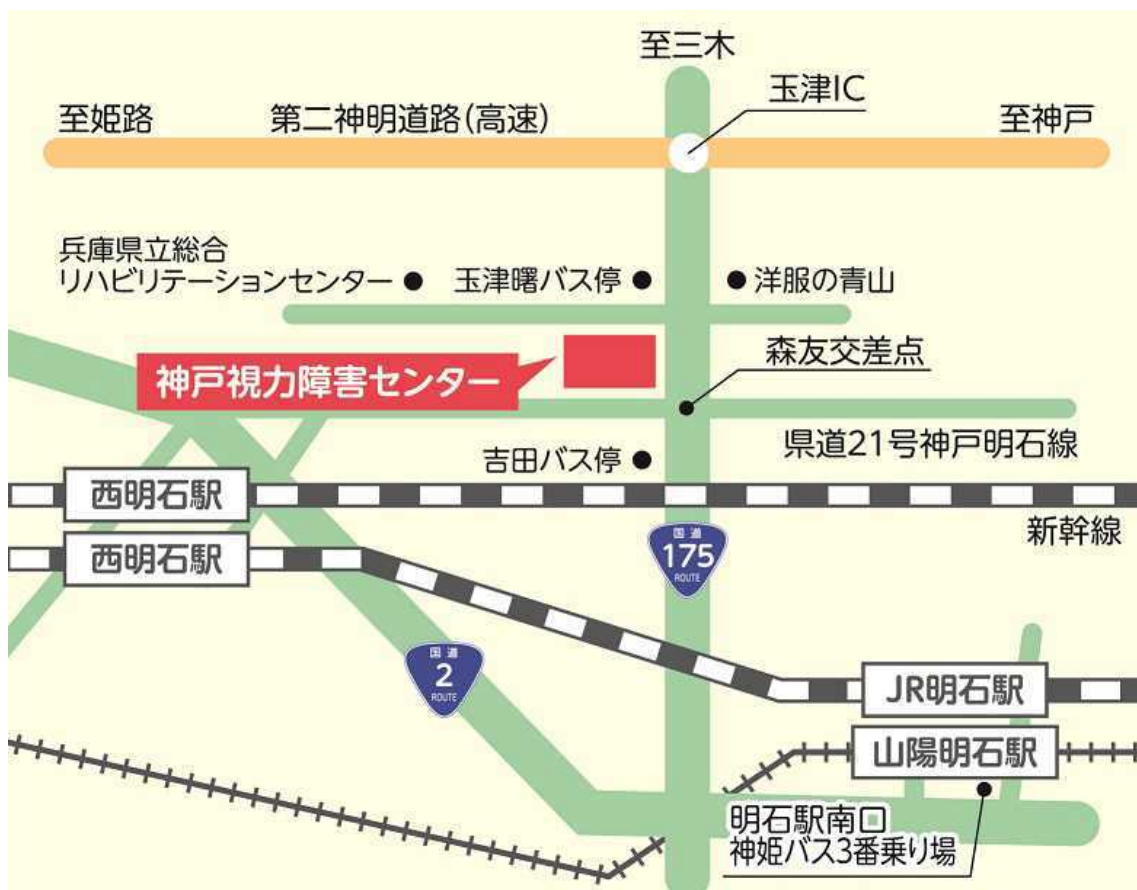 至三木
玉津IC
至姫路
第二神明道路(高速)
至神戸
兵庫県立総合
リハビリテーションセンター
玉津曙バス停
洋服の青山
神戸視力障害センター
森友交差点
県道21号神戸明石線
吉田バス停
西明石駅
新幹線
西明石駅
国道
175
ROUTE
国道
2
ROUTE
JR明石駅
山陽明石駅
明石駅南口
神姫バス3番乗り場